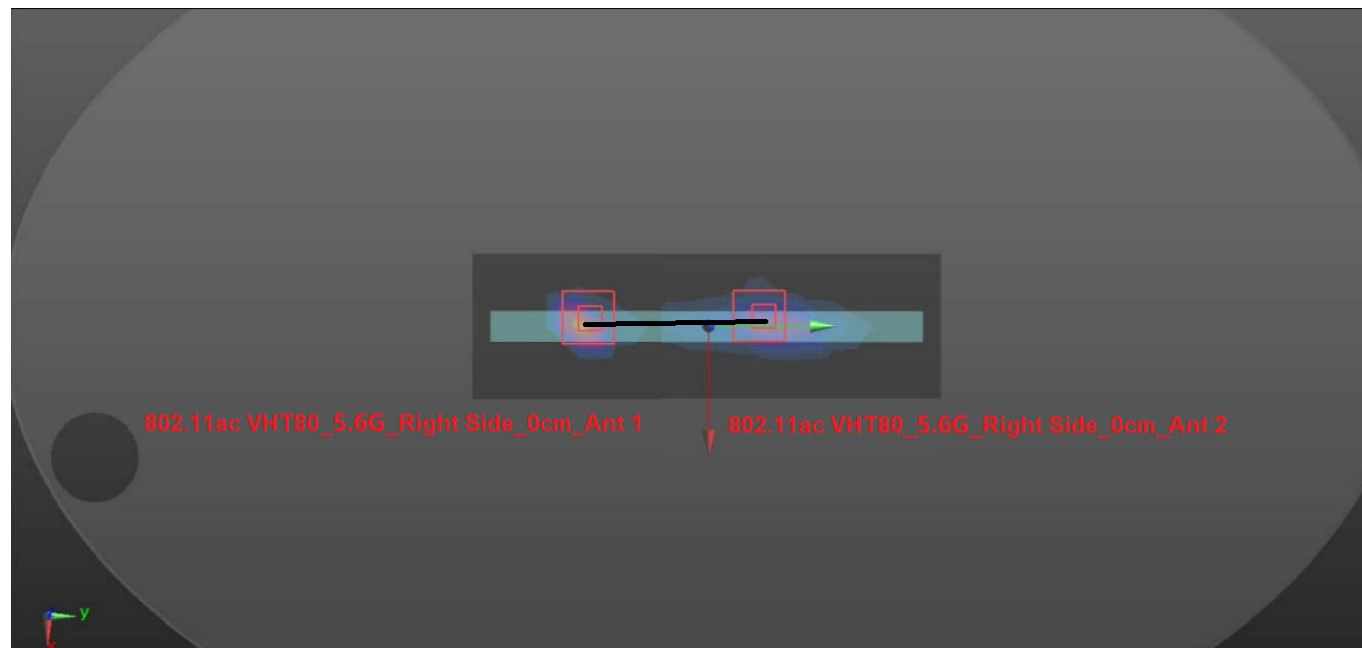 802.11ac VHT80_5.6G_Right Side_0cm_Ant 1
802.11ac VHT80_5.6G_Right Side_0cm_Ant 2
y
x